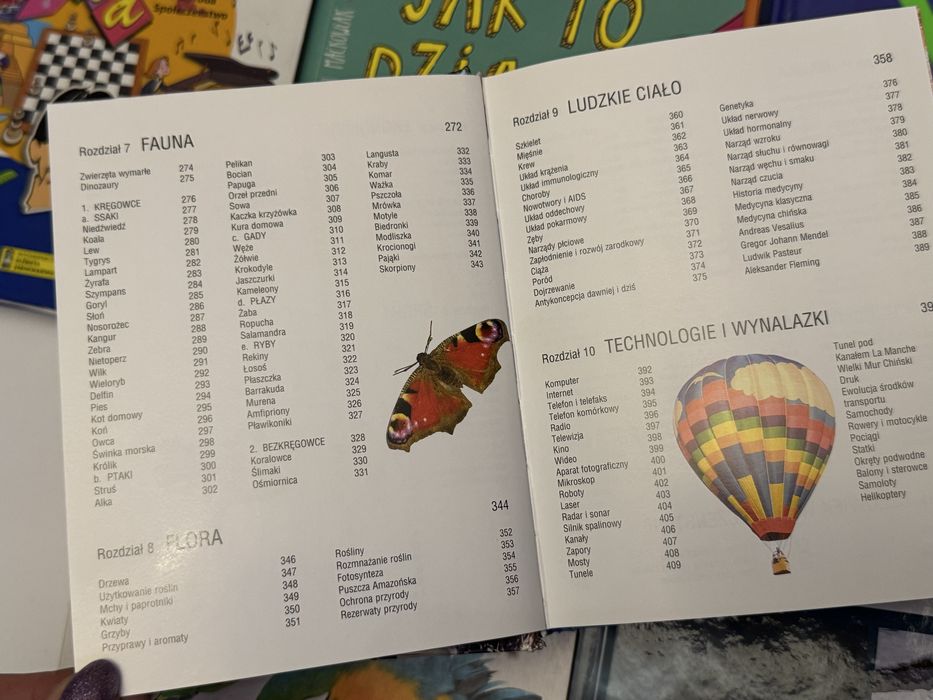 a
Społeczeństwo
MAĆKOWIAK
JAK TO
DZIA
Rozdział 7 FAUNA 272
Zwierzęta wymarłe 274
Dinozaury 275
1. KRĘGOWCE 276
a. SSAKI 277
Niedźwiedź 278
Koala 279
Lew 280
Tygrys 281
Lampart 282
Żyrafa 283
Szympans 284
Goryl 285
Słoń 286
Nosorożec 287
Kangur 288
Zebra 289
Nietoperz 290
Wilk 291
Wieloryb 292
Delfin 293
Pies 294
Kot domowy 295
Koń 296
Owca 297
Świnka morska 298
Królik 299
b. PTAKI 300
Struś 301
Alka 302
Pelikan 303
Bocian 304
Papuga 305
Orzeł przedni 306
Sowa 307
Kaczka krzyżówka 308
Kura domowa 309
c. GADY 310
Węże 311
Żółwie 312
Krokodyle 313
Jaszczurki 314
Kameleony 315
d. PŁAZY 316
Żaba 317
Ropucha 318
Salamandra 319
e. RYBY 320
Rekiny 321
Łosoś 322
Płaszczka 323
Barrakuda 324
Murena 325
Amfipriony 326
Pławikoniki 327
2. BEZKRĘGOWCE 328
Koralowce 329
Ślimaki 330
Ośmiornica 331
Langusta 332
Kraby 333
Komar 334
Ważka 335
Pszczoła 336
Mrówka 337
Motyle 338
Biedronki 339
Modliszka 340
Krocionogi 341
Pająki 342
Skorpiony 343
Rozdział 8 FLORA 344
Drzewa 346
Użytkowanie roślin 347
Mchy i paprotniki 348
Kwiaty 349
Grzyby 350
Przyprawy i aromaty 351
Rośliny 352
Rozmnażanie roślin 353
Fotosynteza 354
Puszcza Amazońska 355
Ochrona przyrody 356
Rezerwaty przyrody 357
Rozdział 9 LUDZKIE CIAŁO 358
Szkielet 360
Mięśnie 361
Krew 362
Układ krążenia 363
Układ immunologiczny 364
Choroby 365
Nowotwory i AIDS 366
Układ oddechowy 367
Układ pokarmowy 368
Zęby 369
Narządy płciowe 370
Zapłodnienie i rozwój zarodkowy 371
Ciąża 372
Poród 373
Dojrzewanie 374
Antykoncepcja dawniej i dziś 375
Genetyka 376
Układ nerwowy 377
Układ hormonalny 378
Narząd wzroku 379
Narząd słuchu i równowagi 380
Narząd węchu i smaku 381
Narząd czucia 382
Historia medycyny 383
Medycyna klasyczna 384
Medycyna chińska 385
Andreas Vesalius 386
Gregor Johann Mendel 387
Ludwik Pasteur 388
Aleksander Fleming 389
Rozdział 10 TECHNOLOGIE I WYNALAZKI 39
Komputer 392
Internet 393
Telefon i telefaks 394
Telefon komórkowy 395
Radio 396
Telewizja 397
Kino 398
Wideo 399
Aparat fotograficzny 400
Mikroskop 401
Roboty 402
Laser 403
Radar i sonar 404
Silnik spalinowy 405
Kanały 406
Zapory 407
Mosty 408
Tunele 409
Tunel pod
Kanałem La Manche
Wielki Mur Chiński
Druk
Ewolucja środków
transportu
Samochody
Rowery i motocykle
Pociągi
Statki
Okręty podwodne
Balony i sterowce
Samoloty
Helikoptery